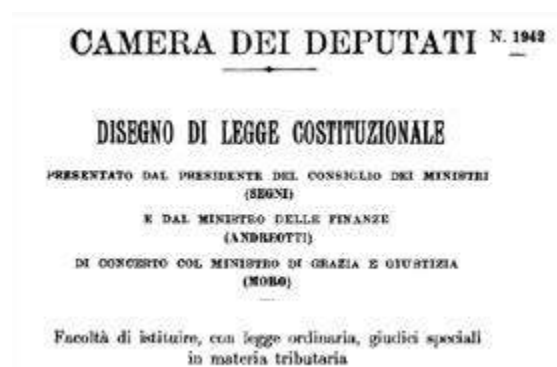 CAMERA DEI DEPUTATI N. 1942
DISEGNO DI LEGGE COSTITUZIONALE
PRESENTATO DAL PRESIDENTE DEL CONSIGLIO DEI MINISTRI
(SEGNI)
E DAL MINISTRO DELLE FINANZE
(ANDREOTTI)
DI CONCERTO COL MINISTRO DI GRAZIA E GIUSTIZIA
(MORO)
Facoltà di istituire, con legge ordinaria, giudici speciali
in materia tributaria